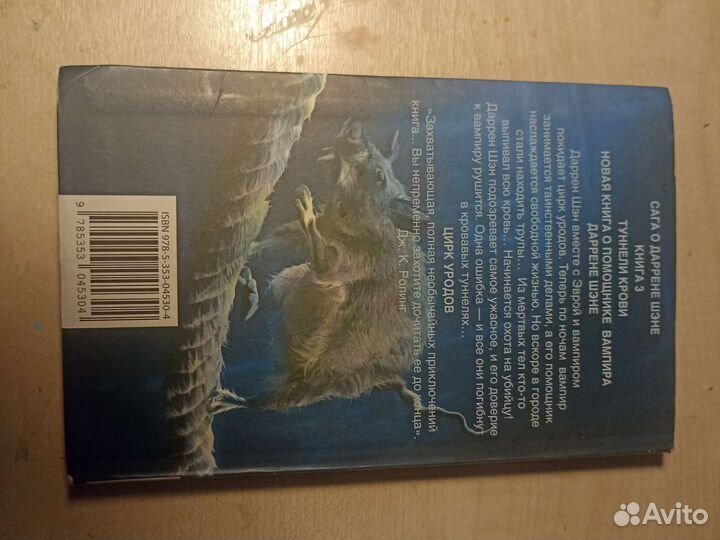 САГА О ДАРРЕНЕ ШЭНЕ
КНИГА 3
ТУННЕЛИ КРОВИ
НОВАЯ КНИГА О ПОМОЩНИКЕ ВАМПИРА
ДАРРЕНЕ ШЭНЕ
Даррен Шэн вместе с Эврой и вампиром
покидает цирк уродов. Теперь по ночам вампир
занимается таинственными делами, а его помощник
наслаждается свободной жизнью. Но вскоре в городе
стали находить трупы... Из мертвых тел кто-то
выпивал всю кровь... Начинается охота на убийцу!
Даррен Шэн подозревает самое ужасное, и его доверие
к вампиру рушится. Одна ошибка — и все они погибнут
в кровавых туннелях...
ЦИРК УРОДОВ
«Захватывающая, полная необычайных приключений
книга... Вы непременно захотите дочитать ее до конца».
Дж. К. Ролинг
ISBN 978-5-353-04530-4
9 785353 045304
Avito